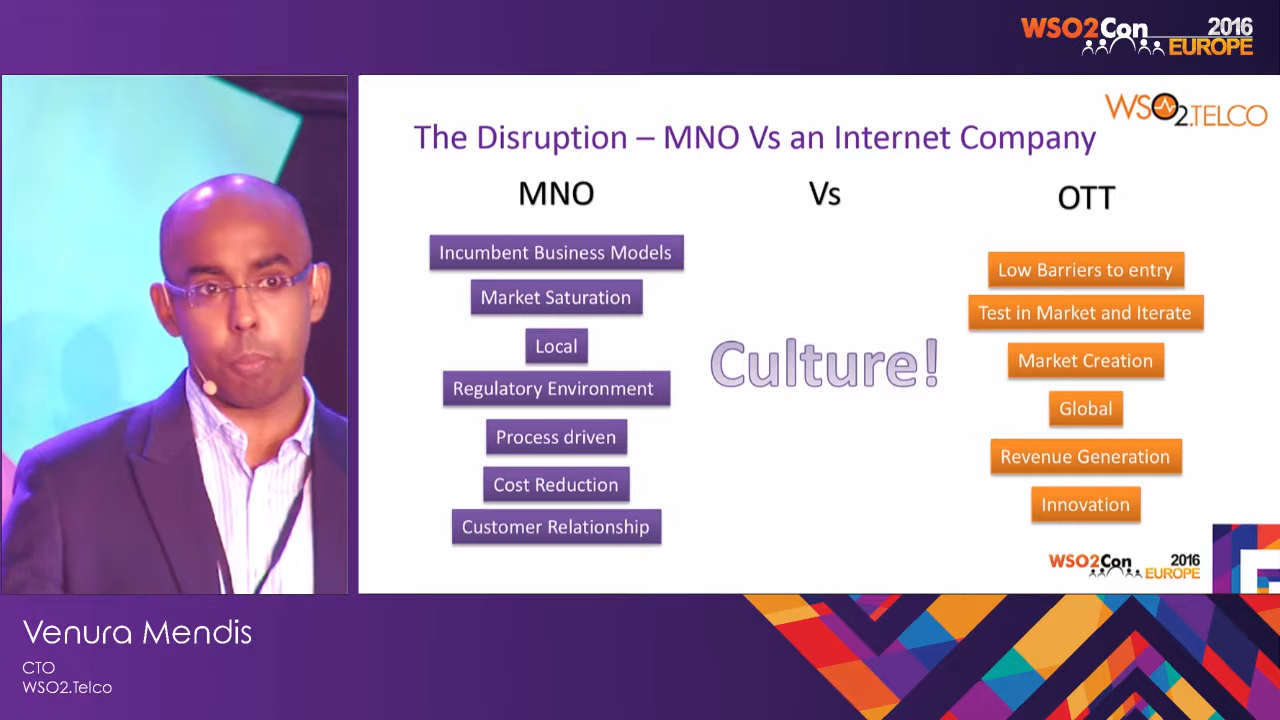 WSO2Con 2016
EUROPE
WSO2.TELCO
The Disruption – MNO Vs an Internet Company
MNO
Vs
OTT
Incumbent Business Models
Market Saturation
Local
Regulatory Environment
Process driven
Cost Reduction
Customer Relationship
Culture!
Low Barriers to entry
Test in Market and Iterate
Market Creation
Global
Revenue Generation
Innovation
WSO2Con 2016
EUROPE
Venura Mendis
CTO
WSO2.Telco